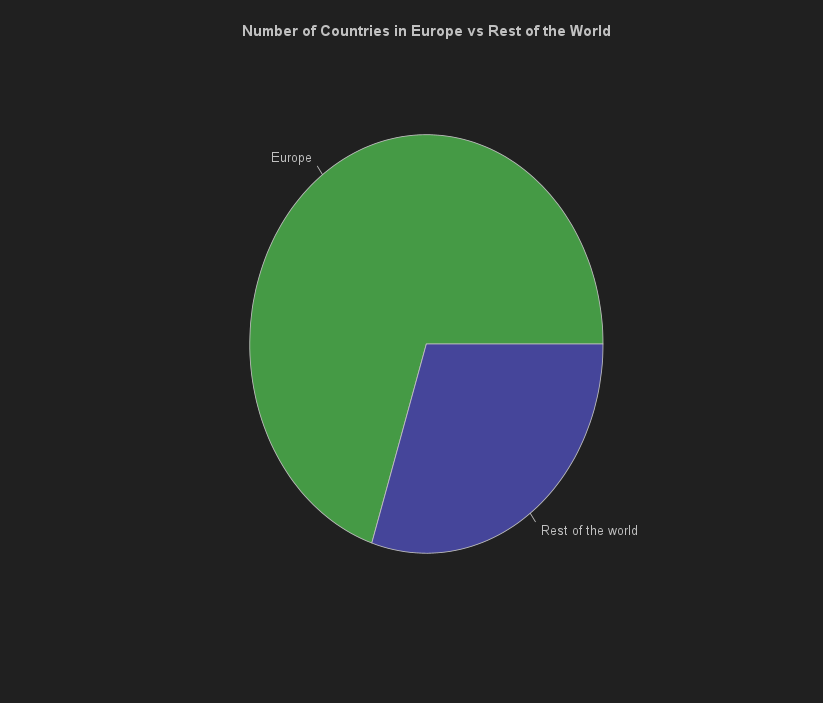 Number of Countries in Europe vs Rest of the World
Europe
Rest of the world